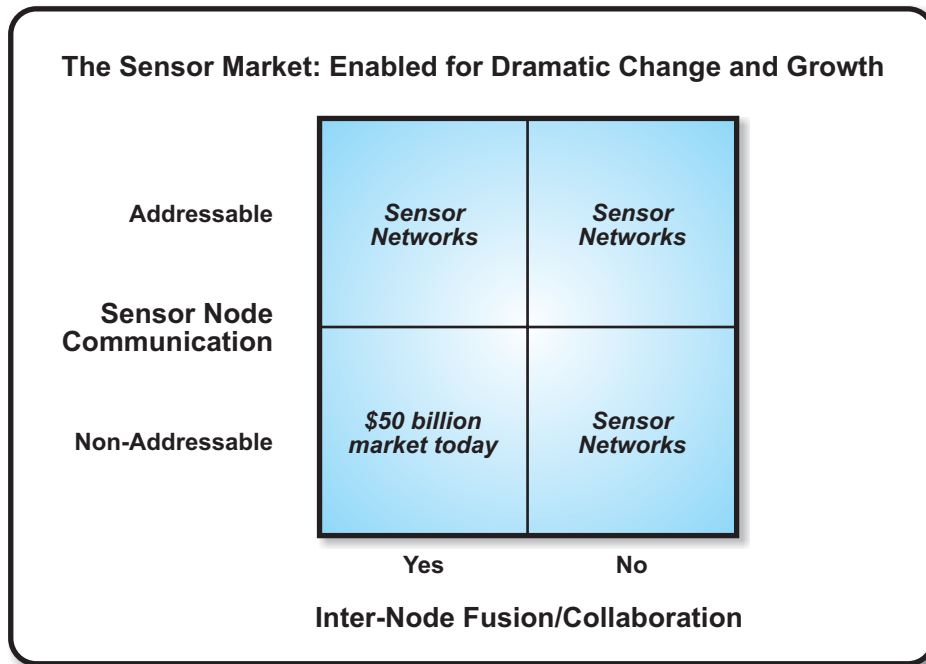 The Sensor Market: Enabled for Dramatic Change and Growth
Addressable
Sensor
Networks
Sensor
Networks
Sensor Node
Communication
Non-Addressable
$50 billion
market today
Sensor
Networks
Yes
No
Inter-Node Fusion/Collaboration